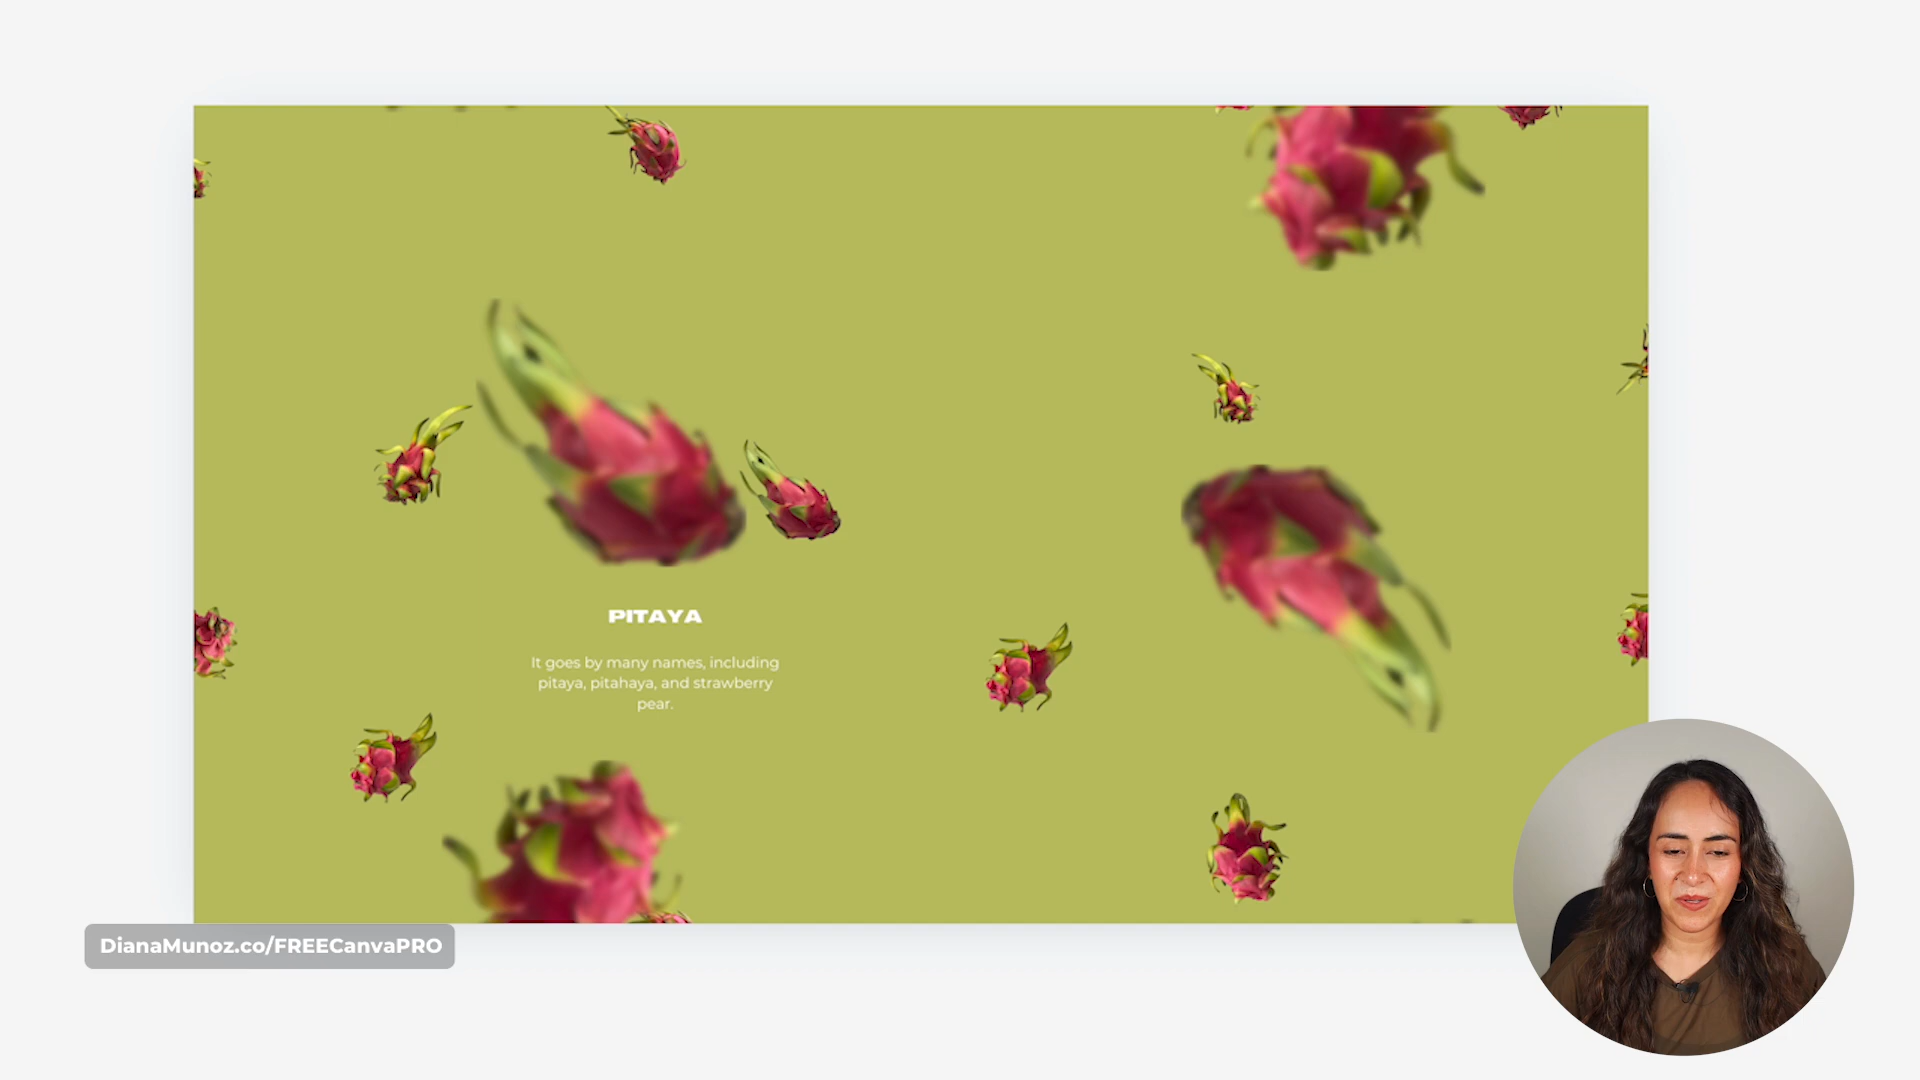 PITAYA
It goes by many names, including
pitaya, pitahaya, and strawberry
pear.
DianaMunoz.co/FREECanvaPRO